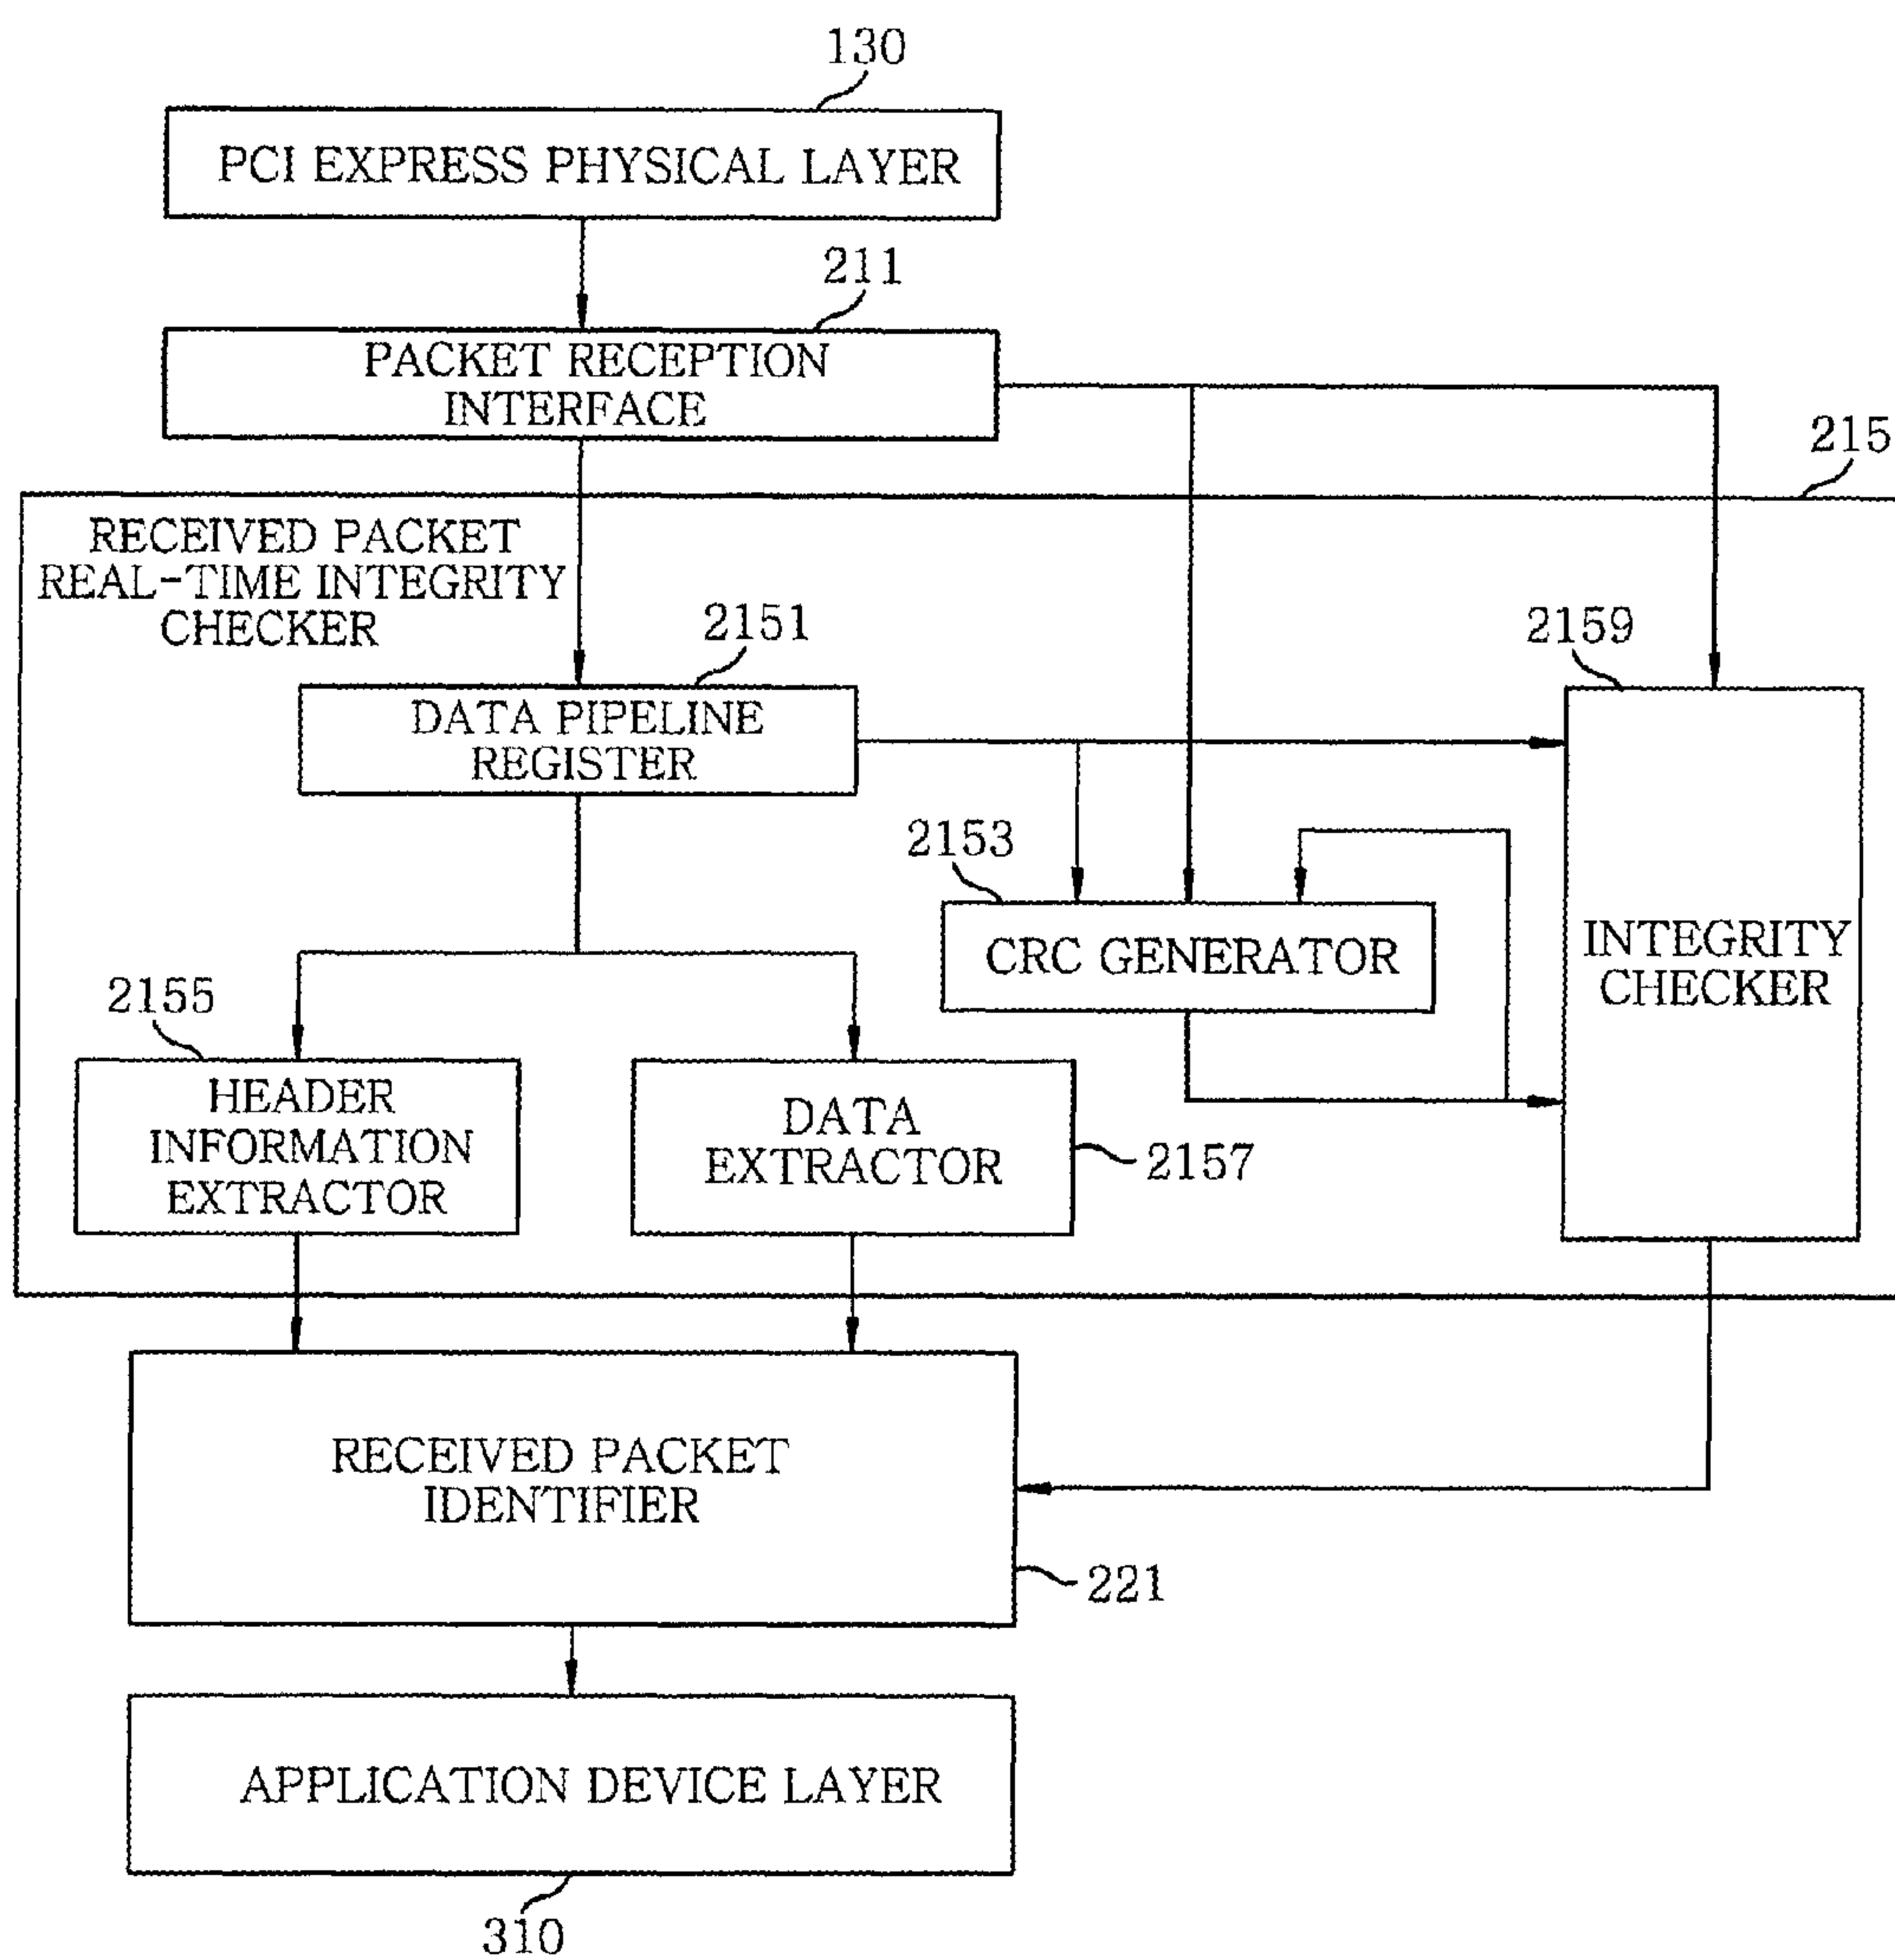 130
PCI EXPRESS PHYSICAL LAYER
211
PACKET RECEPTION
INTERFACE
215
RECEIVED PACKET
REAL-TIME INTEGRITY
CHECKER
2151
2159
DATA PIPELINE
REGISTER
2153
CRC GENERATOR
INTEGRITY
CHECKER
2155
HEADER
INFORMATION
EXTRACTOR
DATA
EXTRACTOR
2157
RECEIVED PACKET
IDENTIFIER
221
APPLICATION DEVICE LAYER
310